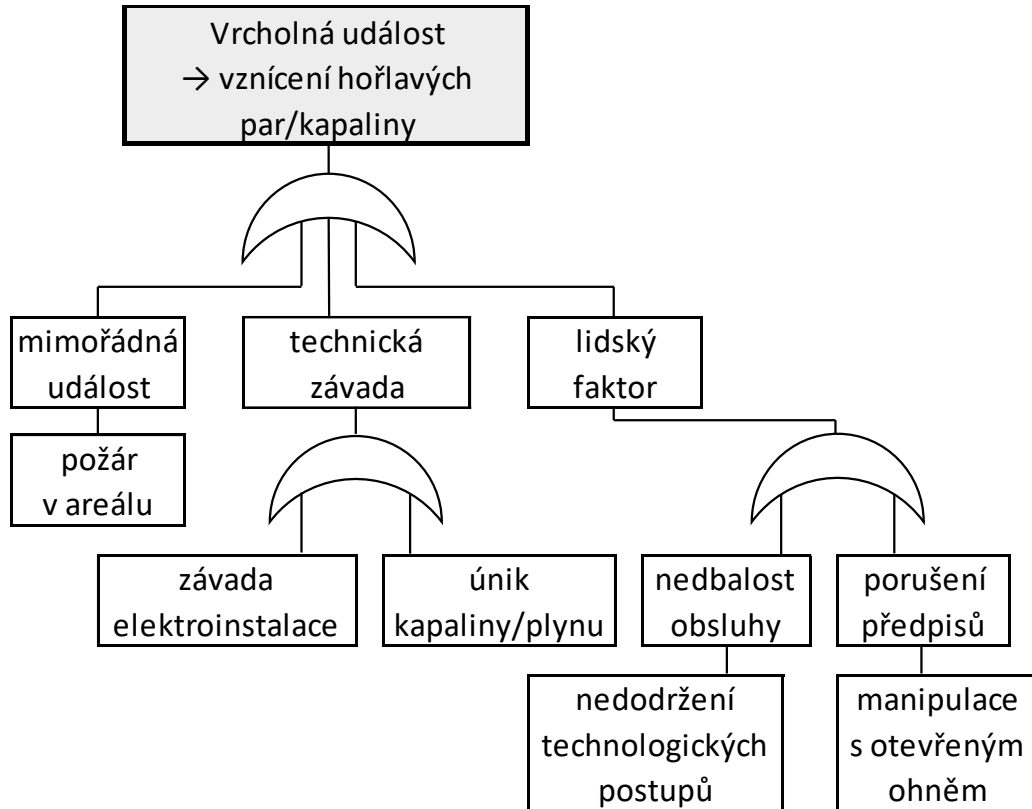 Vrcholná událost
→ vznícení hořlavých
par/kapaliny
mimořádná
událost
technická
závada
lidský
faktor
požár
v areálu
závada
elektroinstalace
únik
kapaliny/plynu
nedbalost
obsluhy
porušení
předpisů
nedodržení
technologických
postupů
manipulace
s otevřeným
ohněm